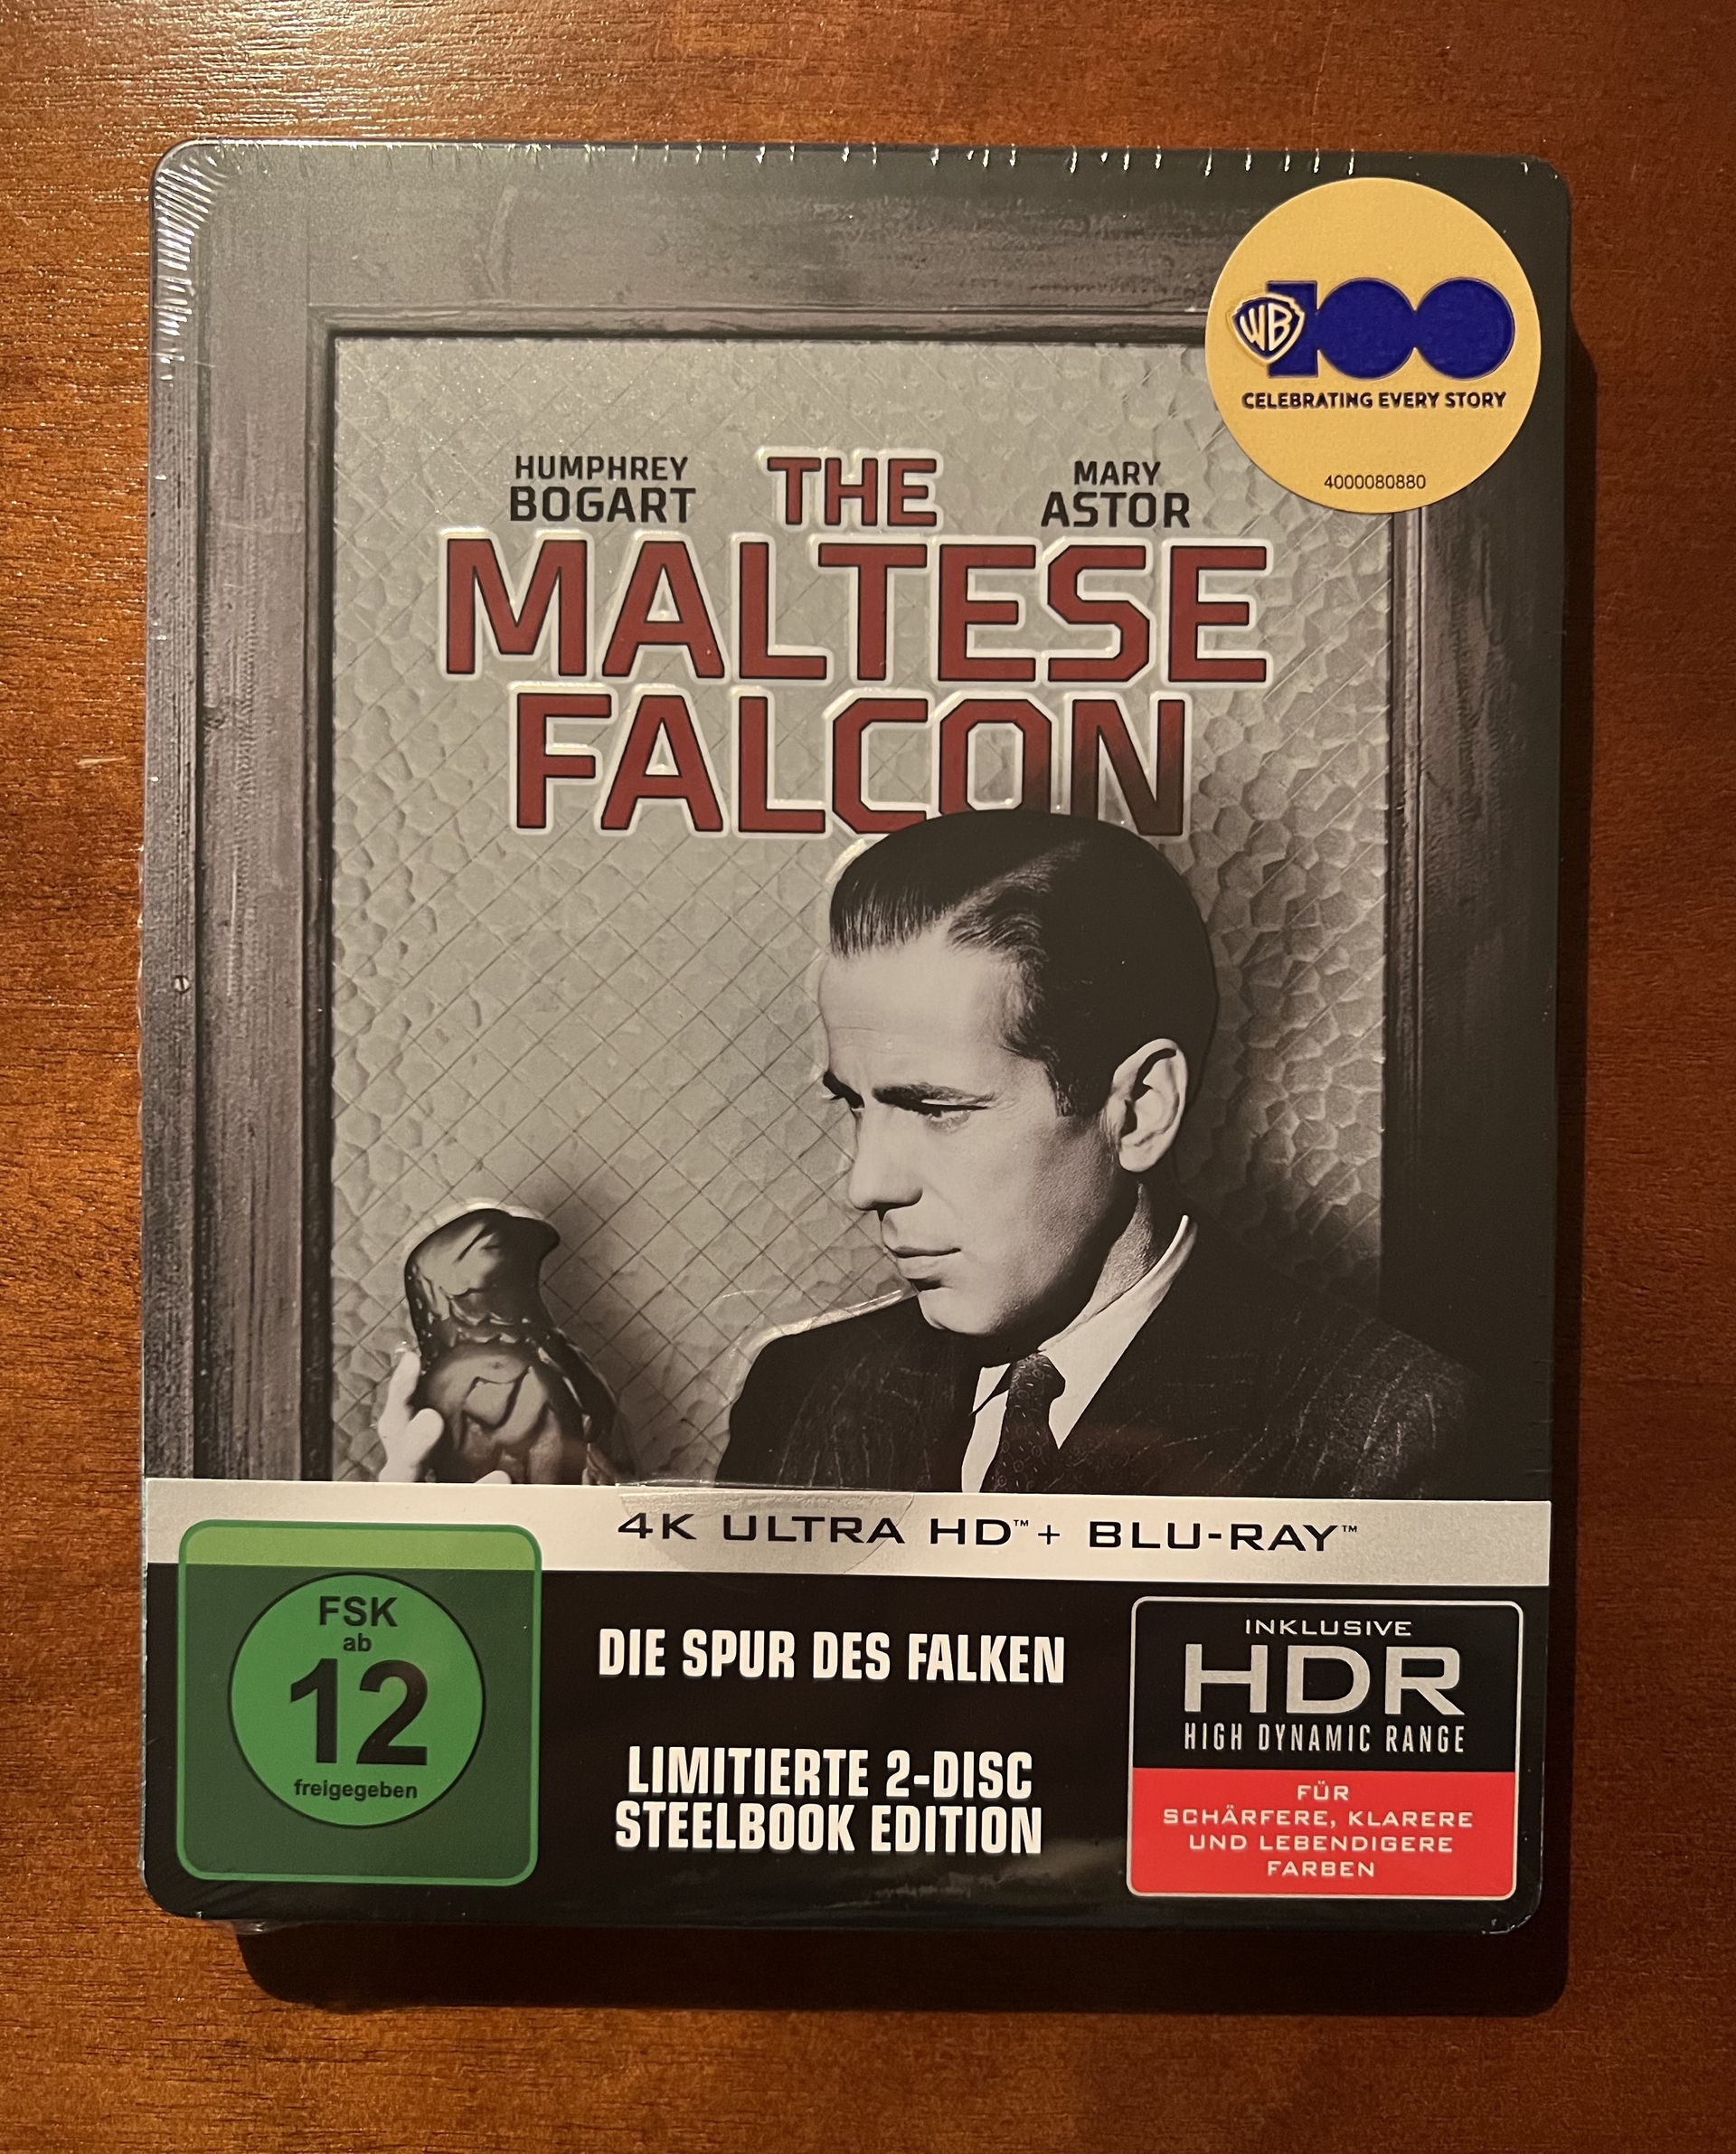 WB 100
CELEBRATING EVERY STORY
4000080880
HUMPHREY
BOGART
THE
MARY
ASTOR
MALTESE
FALCON
4K ULTRA HD™ + BLU-RAY™
FSK
ab
12
freigegeben
DIE SPUR DES FALKEN
LIMITIERTE 2-DISC
STEELBOOK EDITION
INKLUSIVE
HDR
HIGH DYNAMIC RANGE
FÜR
SCHÄRFERE, KLARERE
UND LEBENDIGERE
FARBEN